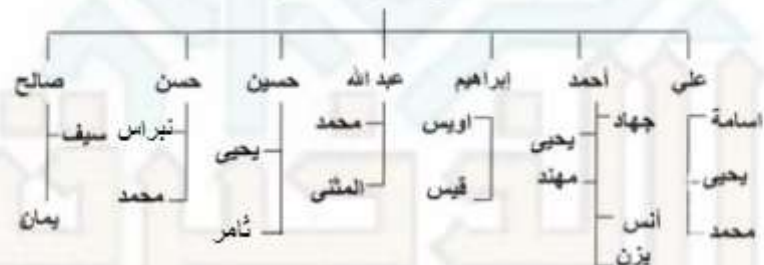 علي
أحمد
إبراهيم
عبد الله
حسين
حسن
صالح
اسامة
يحيى
محمد
جهاد
يحيى
مهند
أنس
يزن
اويس
قيس
محمد
المثنى
يحيى
ثامر
نبراس
محمد
سيف
يمان